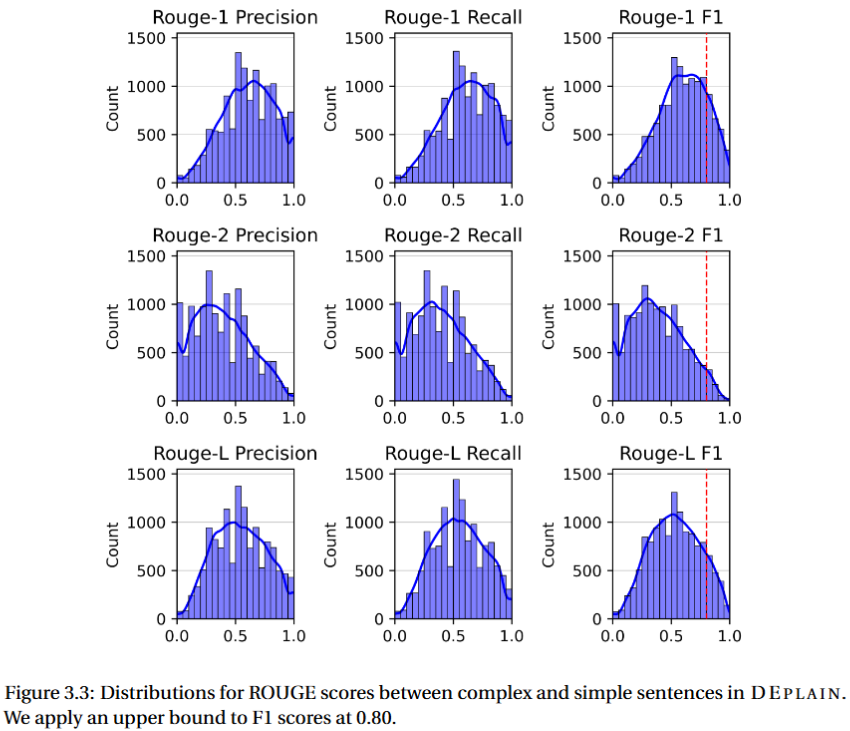 Rouge-1 Precision Rouge-1 Recall Rouge-1 F1
1500 1500 1500
1000 1000 1000
500 500 500
0 0 0
Count Count Count
0.0 0.5 1.0 0.0 0.5 1.0 0.0 0.5 1.0
Rouge-2 Precision Rouge-2 Recall Rouge-2 F1
1500 1500 1500
1000 1000 1000
500 500 500
0 0 0
Count Count Count
0.0 0.5 1.0 0.0 0.5 1.0 0.0 0.5 1.0
Rouge-L Precision Rouge-L Recall Rouge-L F1
1500 1500 1500
1000 1000 1000
500 500 500
0 0 0
Count Count Count
0.0 0.5 1.0 0.0 0.5 1.0 0.0 0.5 1.0
Figure 3.3: Distributions for ROUGE scores between complex and simple sentences in DEPLAIN.
We apply an upper bound to F1 scores at 0.80.